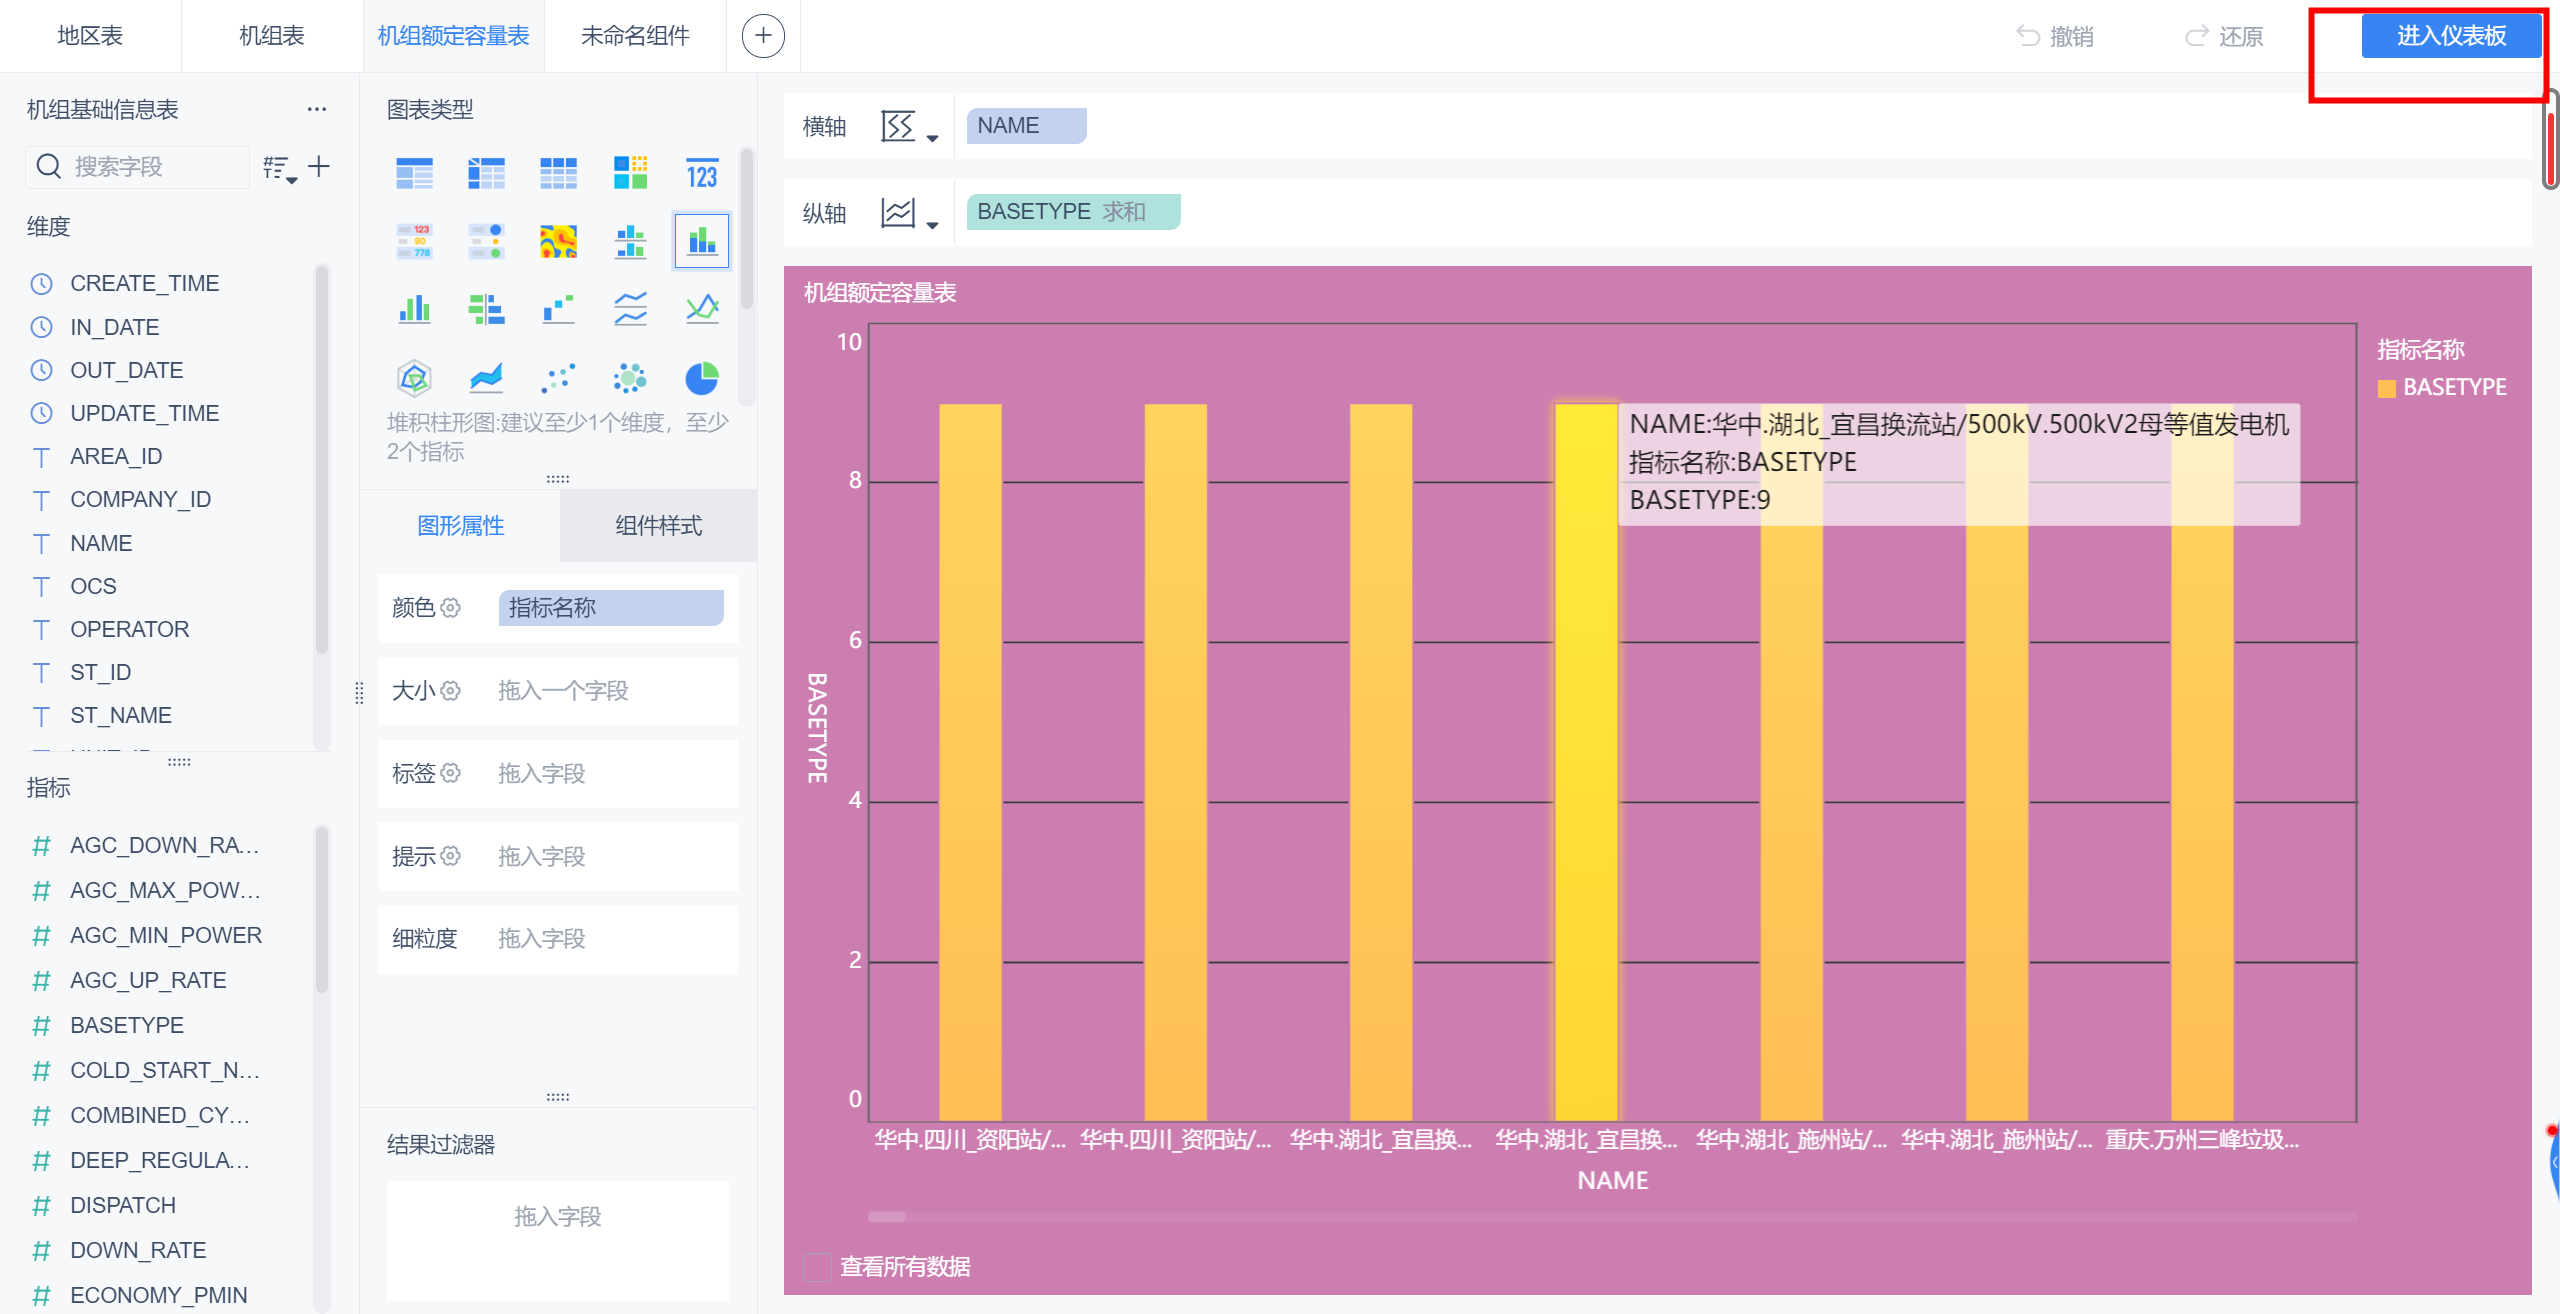 地区表
机组表
机组额定容量表
未命名组件
撤销
还原
进入仪表板
机组基础信息表
搜索字段
维度
CREATE_TIME
IN_DATE
OUT_DATE
UPDATE_TIME
AREA_ID
COMPANY_ID
NAME
OCS
OPERATOR
ST_ID
ST_NAME
指标
AGC_DOWN_RA...
AGC_MAX_POW...
AGC_MIN_POWER
AGC_UP_RATE
BASETYPE
COLD_START_N...
COMBINED_CY...
DEEP_REGULA...
DISPATCH
DOWN_RATE
ECONOMY_PMIN
图表类型
123
123
90
778
堆积柱形图:建议至少1个维度，至少
2个指标
图形属性
组件样式
颜色
指标名称
大小
拖入一个字段
标签
拖入字段
提示
拖入字段
细粒度
拖入字段
结果过滤器
拖入字段
横轴
NAME
纵轴
BASETYPE 求和
机组额定容量表
10
8
6
4
2
0
BASETYPE
NAME:华中.湖北_宜昌换流站/500kV.500kV2母等值发电机
指标名称:BASETYPE
BASETYPE:9
指标名称
BASETYPE
华中.四川_资阳站/...
华中.四川_资阳站/...
华中.湖北_宜昌换...
华中.湖北_宜昌换...
华中.湖北_施州站/...
华中.湖北_施州站/...
重庆.万州三峰垃圾...
NAME
查看所有数据